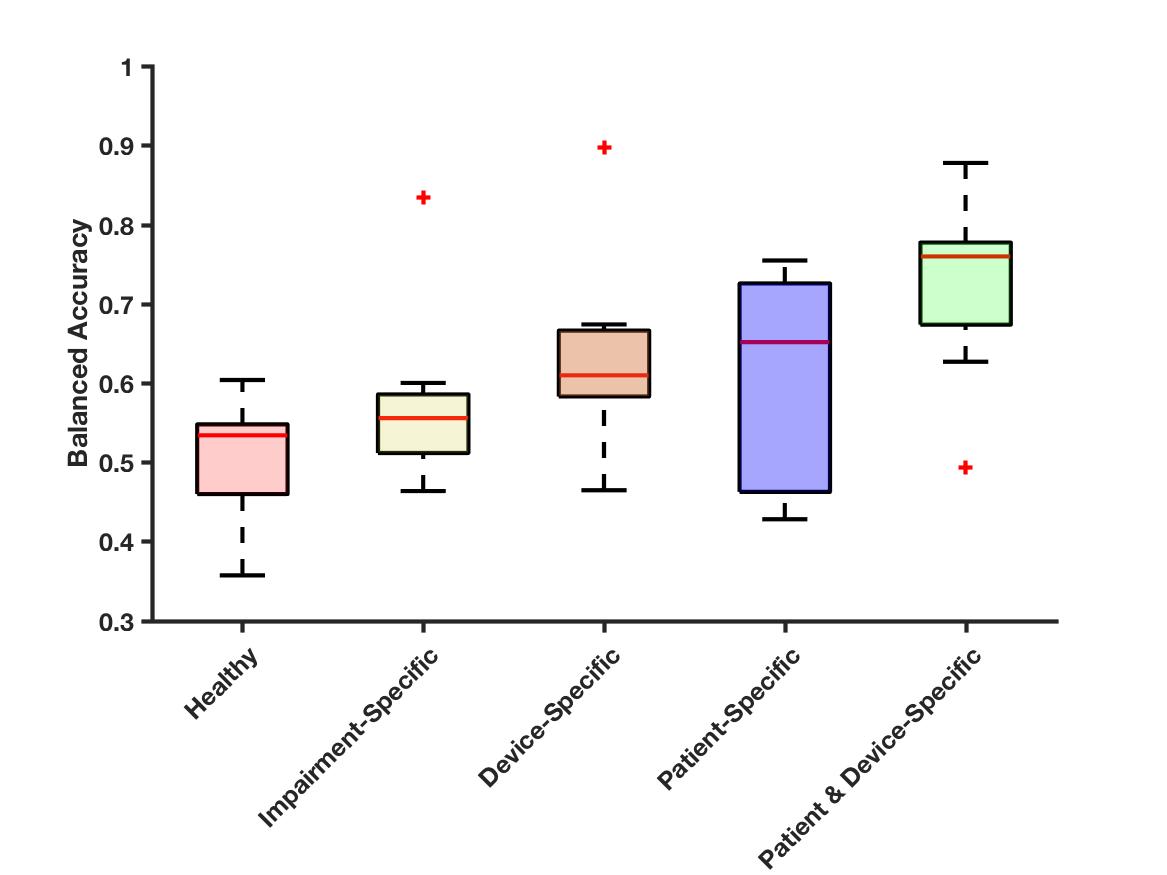 1
0.9
0.8
0.7
0.6
0.5
0.4
0.3
Balanced Accuracy
Healthy
Impairment-Specific
Device-Specific
Patient-Specific
Patient & Device-Specific